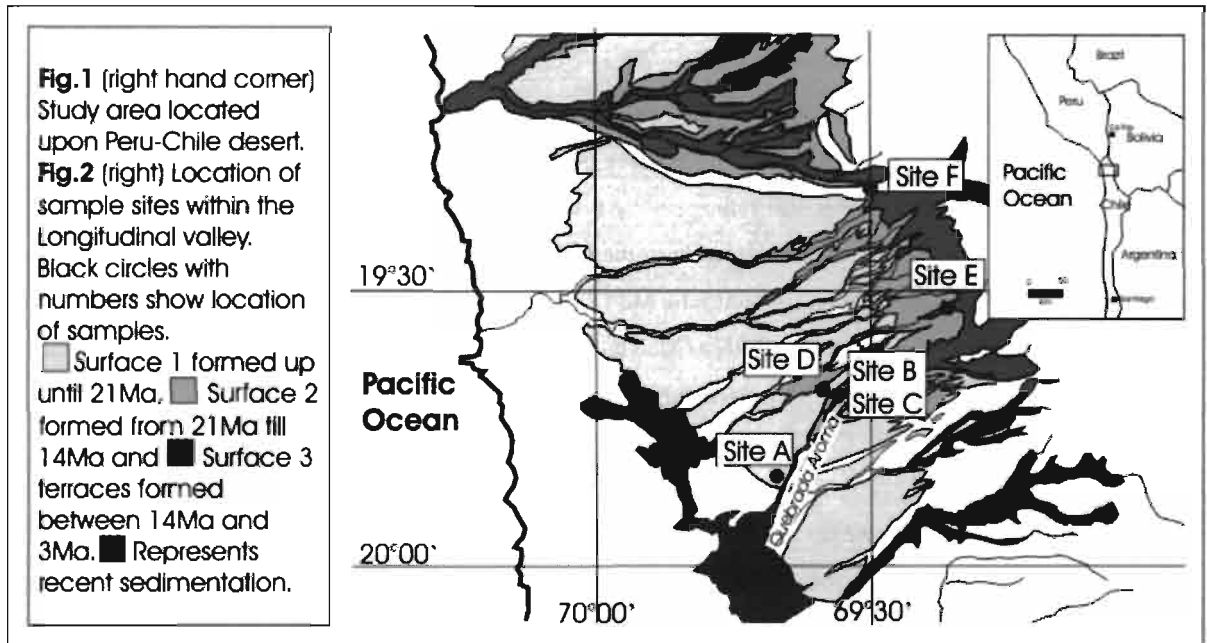 Fig.1 (right hand corner)
Study area located
upon Peru-Chile desert.
Fig.2 (right) Location of
sample sites within the
Longitudinal valley.
Black circles with
numbers show location
of samples.
Surface 1 formed up
until 21Ma, Surface 2
formed from 21Ma till
14Ma and Surface 3
terraces formed
between 14Ma and
3Ma. Represents
recent sedimentation.
Site F
Site E
Site D
Site B
Site C
Site A
Quebrada Aroma
Pacific
Ocean
19°30'
20°00'
70°00'
69°30'
Brazil
Peru
Bolivia
Pacific
Ocean
Chile
Argentina
0 50
km
Santiago